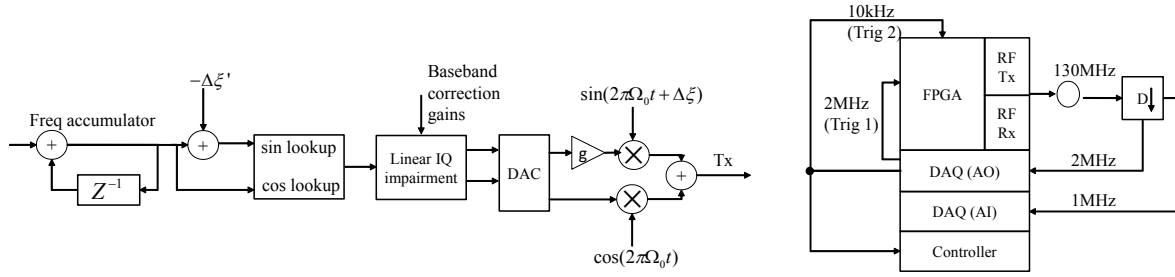 −Δξ'
Freq accumulator
+
+
Z⁻¹
sin lookup
cos lookup
Baseband
correction
gains
Linear IQ
impairment
DAC
g
sin(2πΩ₀t + Δξ)
×
×
cos(2πΩ₀t)
+
Tx
10kHz
(Trig 2)
2MHz
(Trig 1)
FPGA
RF
Tx
RF
Rx
130MHz
D
2MHz
DAQ (AO)
1MHz
DAQ (AI)
Controller